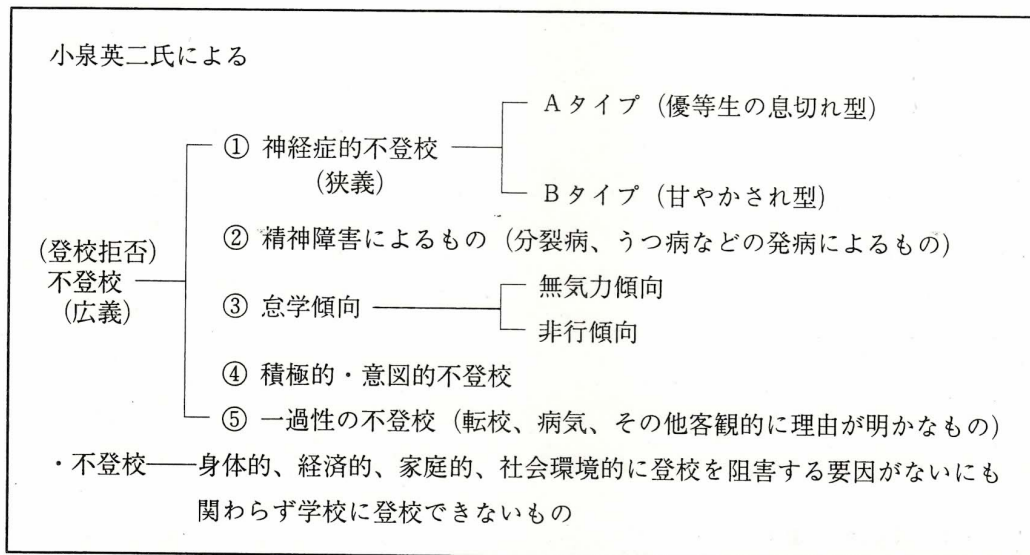 小泉英二氏による
Aタイプ（優等生の息切れ型）
① 神経症的不登校
（狭義）
Bタイプ（甘やかされ型）
② 精神障害によるもの（分裂病、うつ病などの発病によるもの）
（登校拒否）
不登校
（広義）
無気力傾向
③ 怠学傾向
非行傾向
④ 積極的・意図的不登校
⑤ 一過性の不登校（転校、病気、その他客観的に理由が明かなもの）
・不登校――身体的、経済的、家庭的、社会環境的に登校を阻害する要因がないにも
関わらず学校に登校できないもの